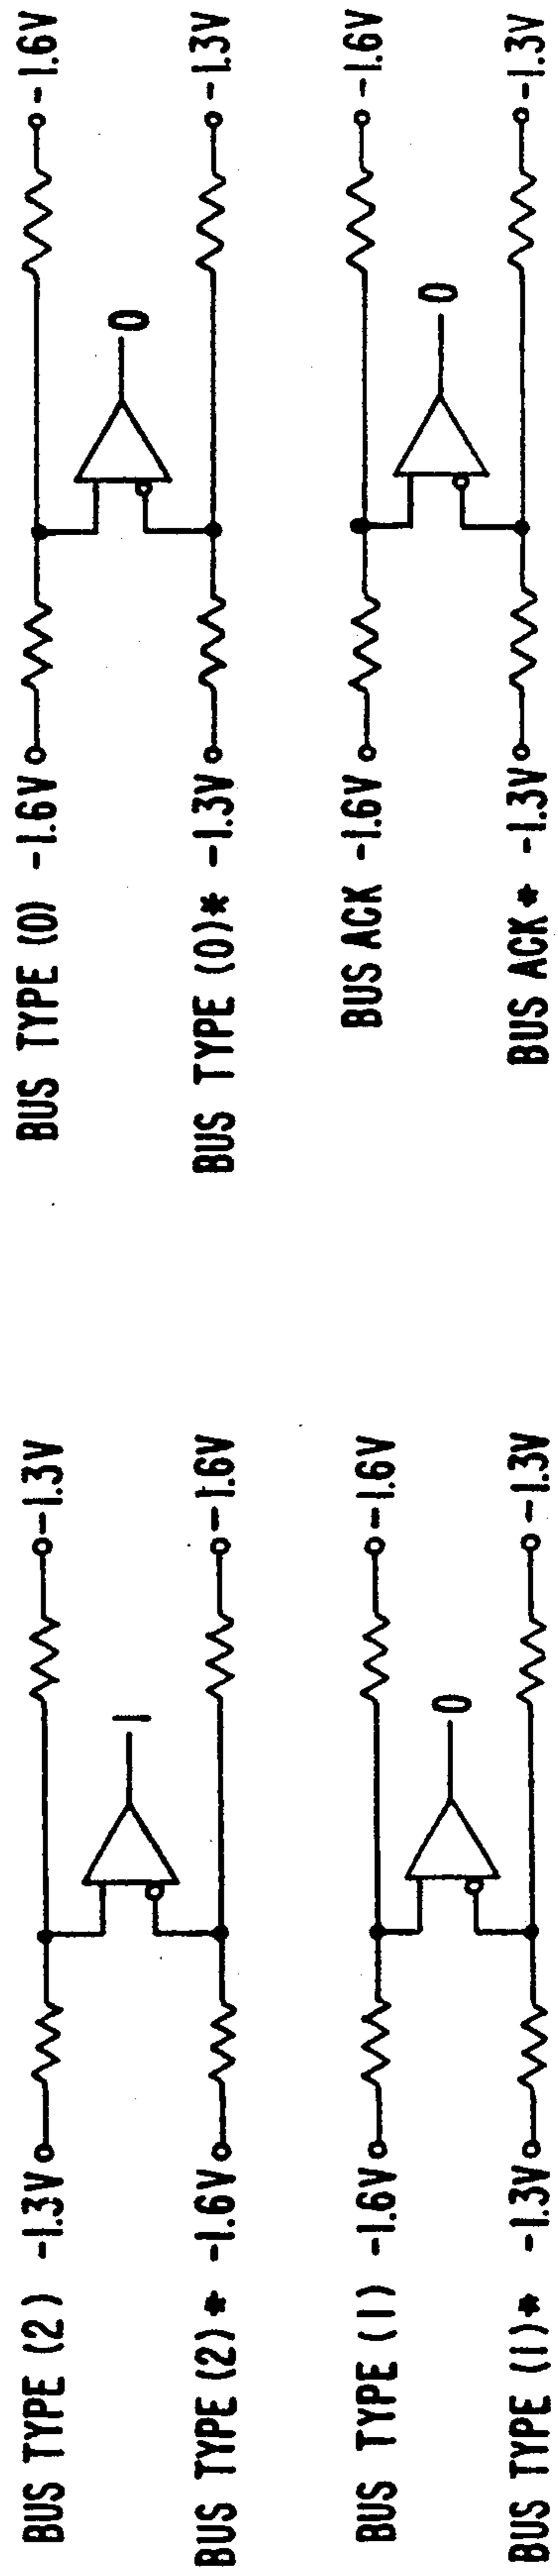 BUS TYPE (2) -1.3V -1.3V
1
BUS TYPE (2)* -1.6V -1.6V
BUS TYPE (1) -1.6V -1.6V
0
BUS TYPE (1)* -1.3V -1.3V
BUS TYPE (0) -1.6V -1.6V
0
BUS TYPE (0)* -1.3V -1.3V
BUS ACK -1.6V -1.6V
0
BUS ACK* -1.3V -1.3V